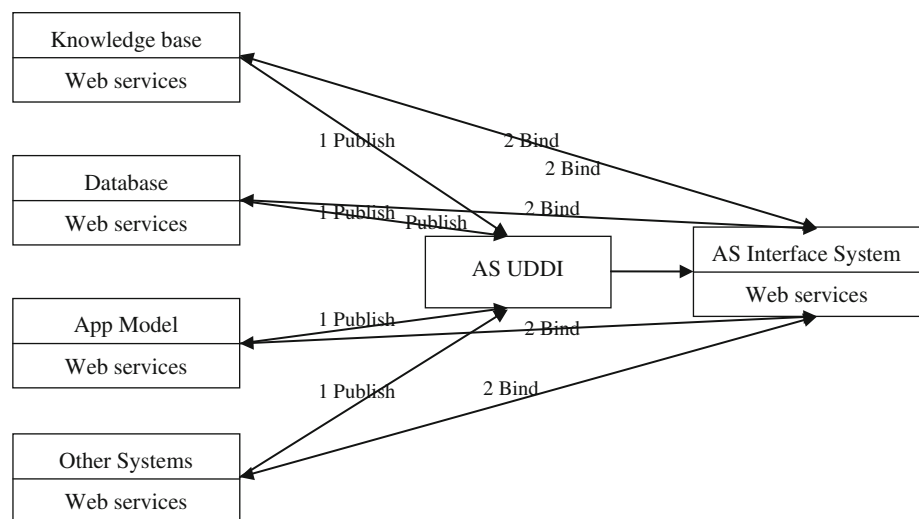 Knowledge base
Web services
1 Publish
2 Bind
2 Bind
Database
Web services
1 Publish
Publish
2 Bind
AS UDDI
AS Interface System
Web services
App Model
Web services
1 Publish
2 Bind
1 Publish
2 Bind
Other Systems
Web services